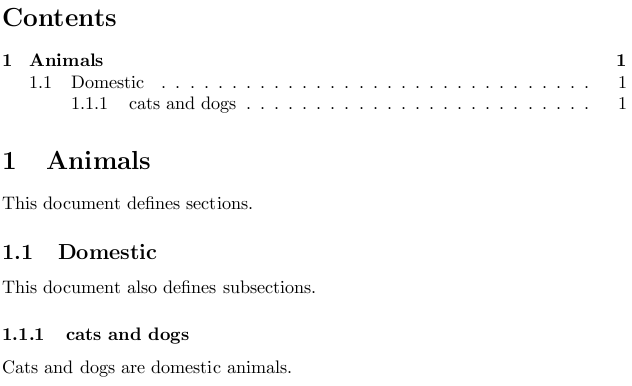 Contents
1 Animals 1
1.1 Domestic . . . . . . . . . . . . . . . . . . . . . . . . . . . . . . . 1
1.1.1 cats and dogs . . . . . . . . . . . . . . . . . . . . . . . . . 1
1 Animals
This document defines sections.
1.1 Domestic
This document also defines subsections.
1.1.1 cats and dogs
Cats and dogs are domestic animals.